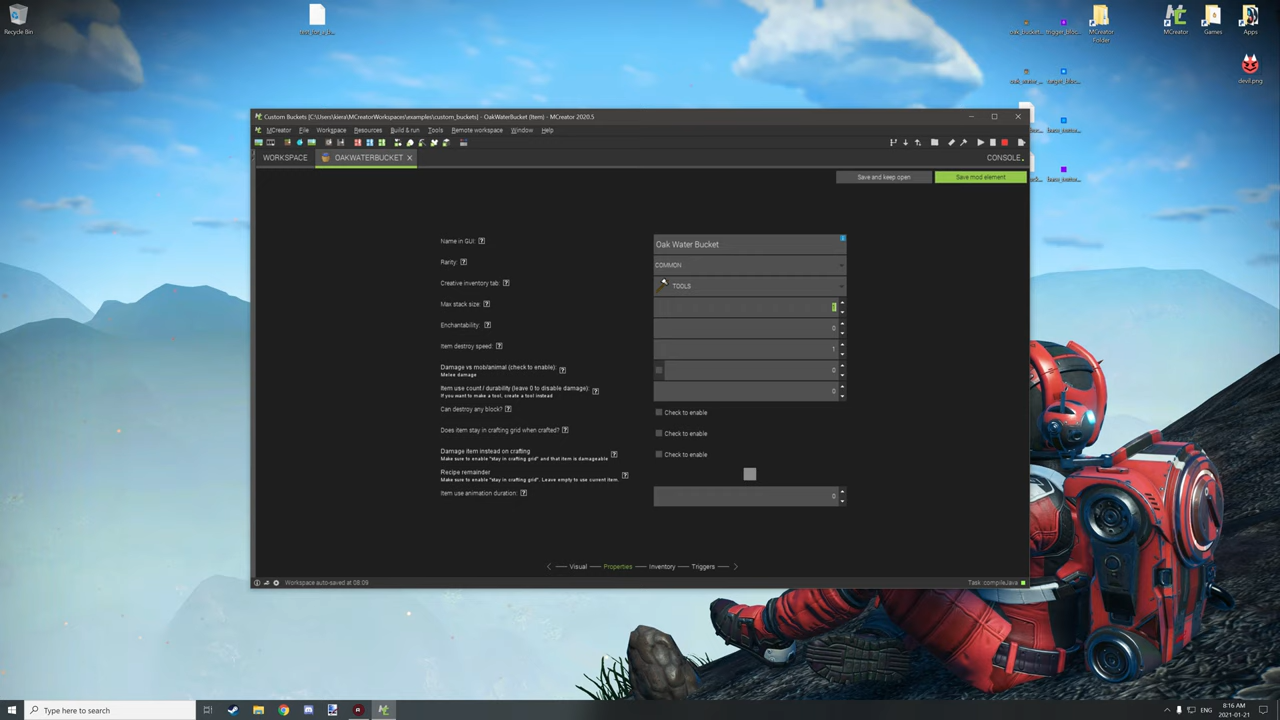 Recycle Bin
MCreator
Folder
MCreator
Games
Apps
devil.png
Custom Buckets [C:\Users\kiera\MCreatorWorkspaces\examples\custom_buckets] - OakWaterBucket (Item) - MCreator 2020.5
MCreator File Workspace Resources Build & run Tools Remote workspace Window Help
WORKSPACE OAKWATERBUCKET CONSOLE
Save and keep open Save mod element
Name in GUI: Oak Water Bucket
Rarity: COMMON
Creative inventory tab: TOOLS
Max stack size: 1
Enchantability: 0
Item destroy speed: 1
Damage vs mob/animal (check to enable): 0
Melee damage
Item use count / durability (leave 0 to disable damage) 0
If you want to make a tool, create a tool instead
Can destroy any block? Check to enable
Does item stay in crafting grid when crafted? Check to enable
Damage item instead on crafting Check to enable
Make sure to enable "stay in crafting grid" and that item is damageable
Recipe remainder
Make sure to enable "stay in crafting grid". Leave empty to use curent item.
Item use animation duration: 0
Visual Properties Inventory Triggers
Workspace auto-saved at 08:09 Task: compileJava
Type here to search
ENG
8:16 AM
2021-01-21